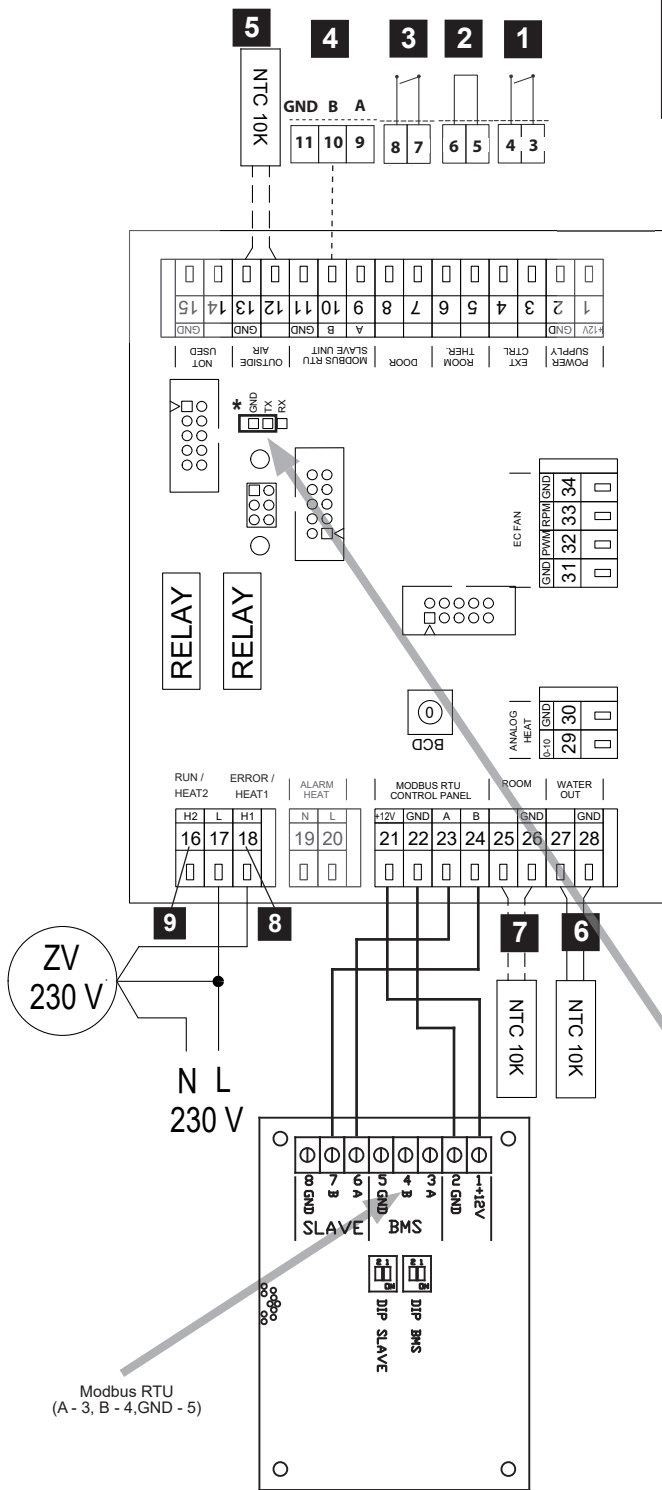 5 4 3 2 1
NTC 10K
GND B A
11 10 9
8 7
6 5
4 3
15 14 13 12 11 10 9 8 7 6 5 4 3 2 1
GND GND GND B A GND +12V
NOT USED
OUTSIDE AIR
MODBUS RTU SLAVE UNIT
DOOR
ROOM THER.
EXT CTRL
POWER SUPPLY
*
GND
TX
RX
EC FAN
GND PWM RPM GND
31 32 33 34
RELAY
RELAY
0
BCD
ANALOG
HEAT
0-10 GND
29 30
RUN /
HEAT2
ERROR /
HEAT1
ALARM
HEAT
MODBUS RTU
CONTROL PANEL
ROOM
WATER
OUT
H2 L H1 N L +12V GND A B GND GND
16 17 18 19 20 21 22 23 24 25 26 27 28
9 8 7 6
ZV
230 V
NTC 10K
NTC 10K
N L
230 V
8 GND
7 B
6 A
5 GND
4 B
3 A
2 GND
1 +12V
SLAVE BMS
2 1
ON
2 1
ON
DIP SLAVE
DIP BMS
Modbus RTU
(A - 3, B - 4,GND - 5)